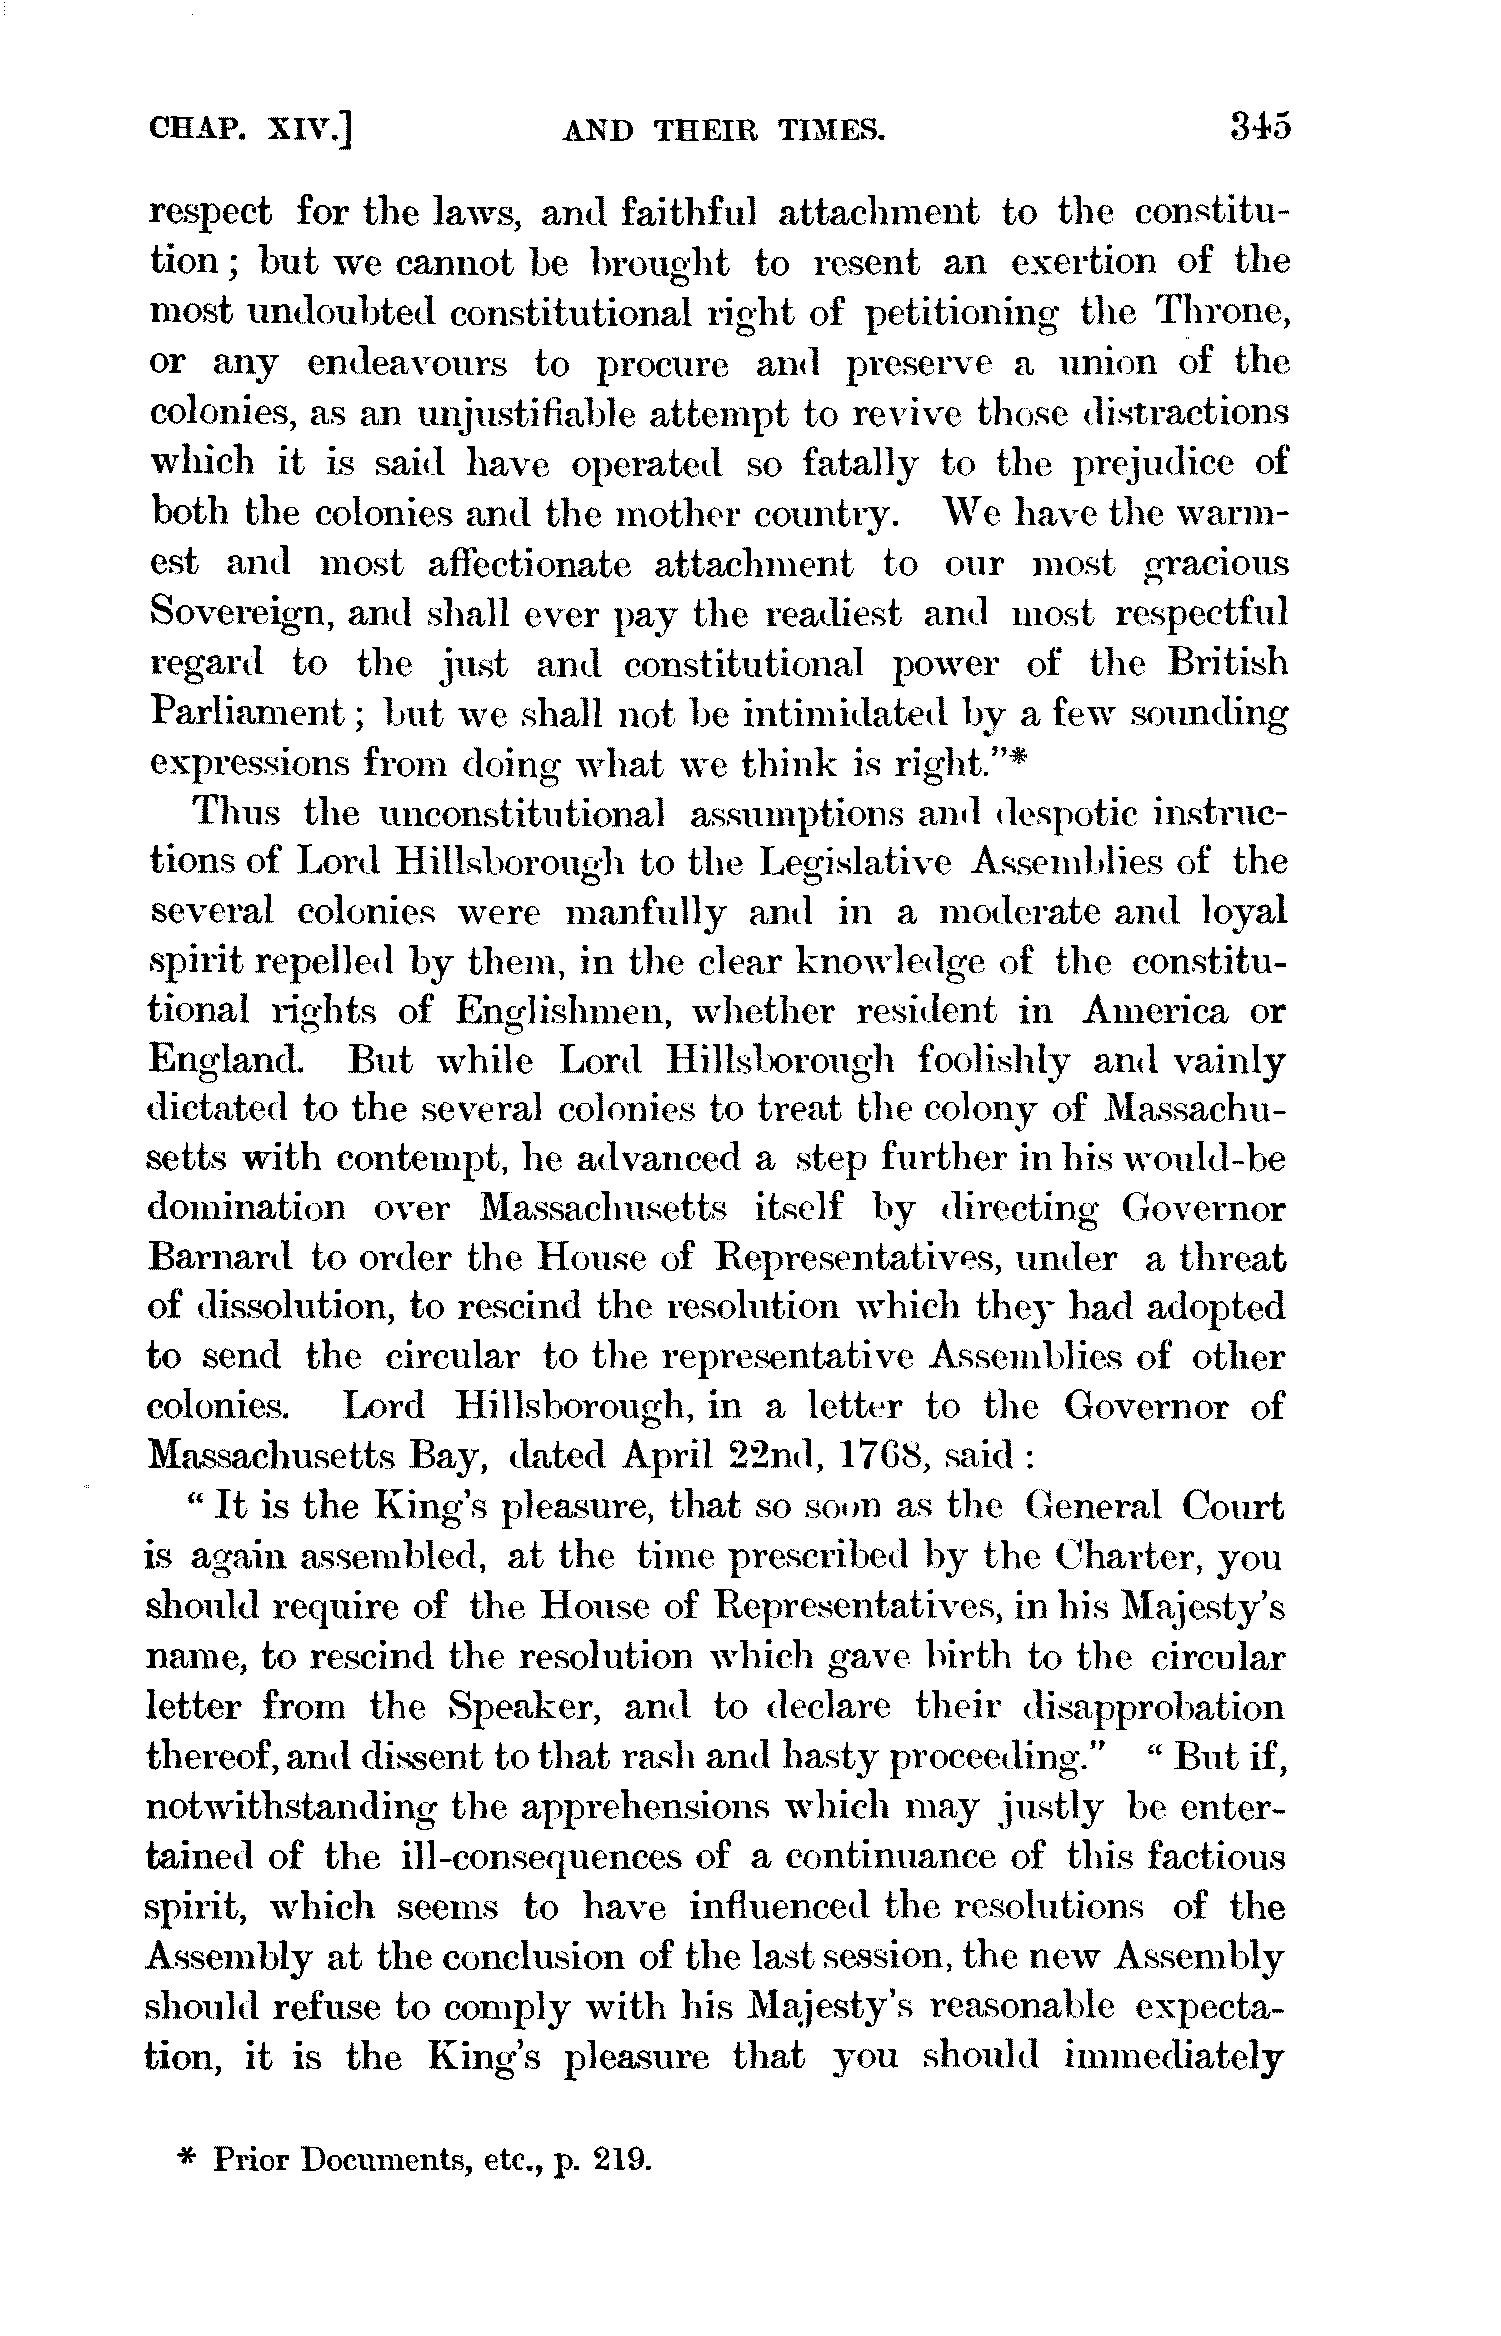 CHAP. XIV.] AND THEIR TIMES. 345
respect for the laws, and faithful attachment to the constitu-
tion; but we cannot be brought to resent an exertion of the
most undoubted constitutional right of petitioning the Throne,
or any endeavours to procure and preserve a union of the
colonies, as an unjustifiable attempt to revive those distractions
which it is said have operated so fatally to the prejudice of
both the colonies and the mother country. We have the warm-
est and most affectionate attachment to our most gracious
Sovereign, and shall ever pay the readiest and most respectful
regard to the just and constitutional power of the British
Parliament; but we shall not be intimidated by a few sounding
expressions from doing what we think is right."*
Thus the unconstitutional assumptions and despotic instruc-
tions of Lord Hillsborough to the Legislative Assemblies of the
several colonies were manfully and in a moderate and loyal
spirit repelled by them, in the clear knowledge of the constitu-
tional rights of Englishmen, whether resident in America or
England. But while Lord Hillsborough foolishly and vainly
dictated to the several colonies to treat the colony of Massachu-
setts with contempt, he advanced a step further in his would-be
domination over Massachusetts itself by directing Governor
Barnard to order the House of Representatives, under a threat
of dissolution, to rescind the resolution which they had adopted
to send the circular to the representative Assemblies of other
colonies. Lord Hillsborough, in a letter to the Governor of
Massachusetts Bay, dated April 22nd, 1768, said:
"It is the King's pleasure, that so soon as the General Court
is again assembled, at the time prescribed by the Charter, you
should require of the House of Representatives, in his Majesty's
name, to rescind the resolution which gave birth to the circular
letter from the Speaker, and to declare their disapprobation
thereof, and dissent to that rash and hasty proceeding." "But if,
notwithstanding the apprehensions which may justly be enter-
tained of the ill-consequences of a continuance of this factious
spirit, which seems to have influenced the resolutions of the
Assembly at the conclusion of the last session, the new Assembly
should refuse to comply with his Majesty's reasonable expecta-
tion, it is the King's pleasure that you should immediately
* Prior Documents, etc., p. 219.